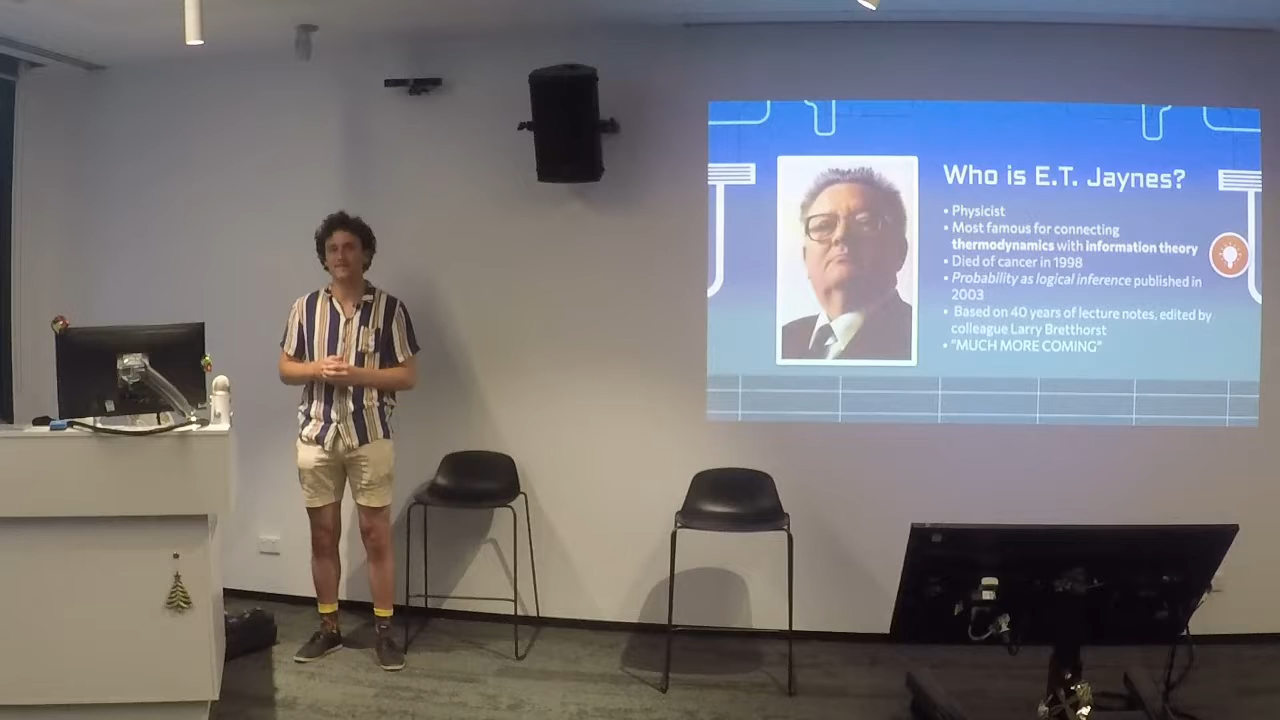 Who is E.T. Jaynes?
• Physicist
• Most famous for connecting
thermodynamics with information theory
• Died of cancer in 1998
• Probability as logical inference published in
2003
• Based on 40 years of lecture notes, edited by
colleague Larry Bretthorst
• "MUCH MORE COMING"